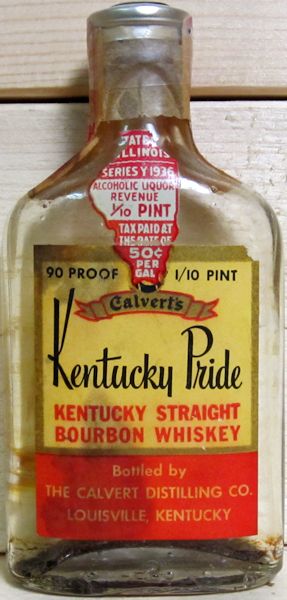 STATE OF
ILLINOIS
SERIES Y 1936
ALCOHOLIC LIQUOR
REVENUE
1/10 PINT
TAX PAID AT
THE RATE OF
50¢
PER
GAL
90 PROOF 1/10 PINT
Calvert's
Kentucky Pride
KENTUCKY STRAIGHT
BOURBON WHISKEY
Bottled by
THE CALVERT DISTILLING CO.
LOUISVILLE, KENTUCKY